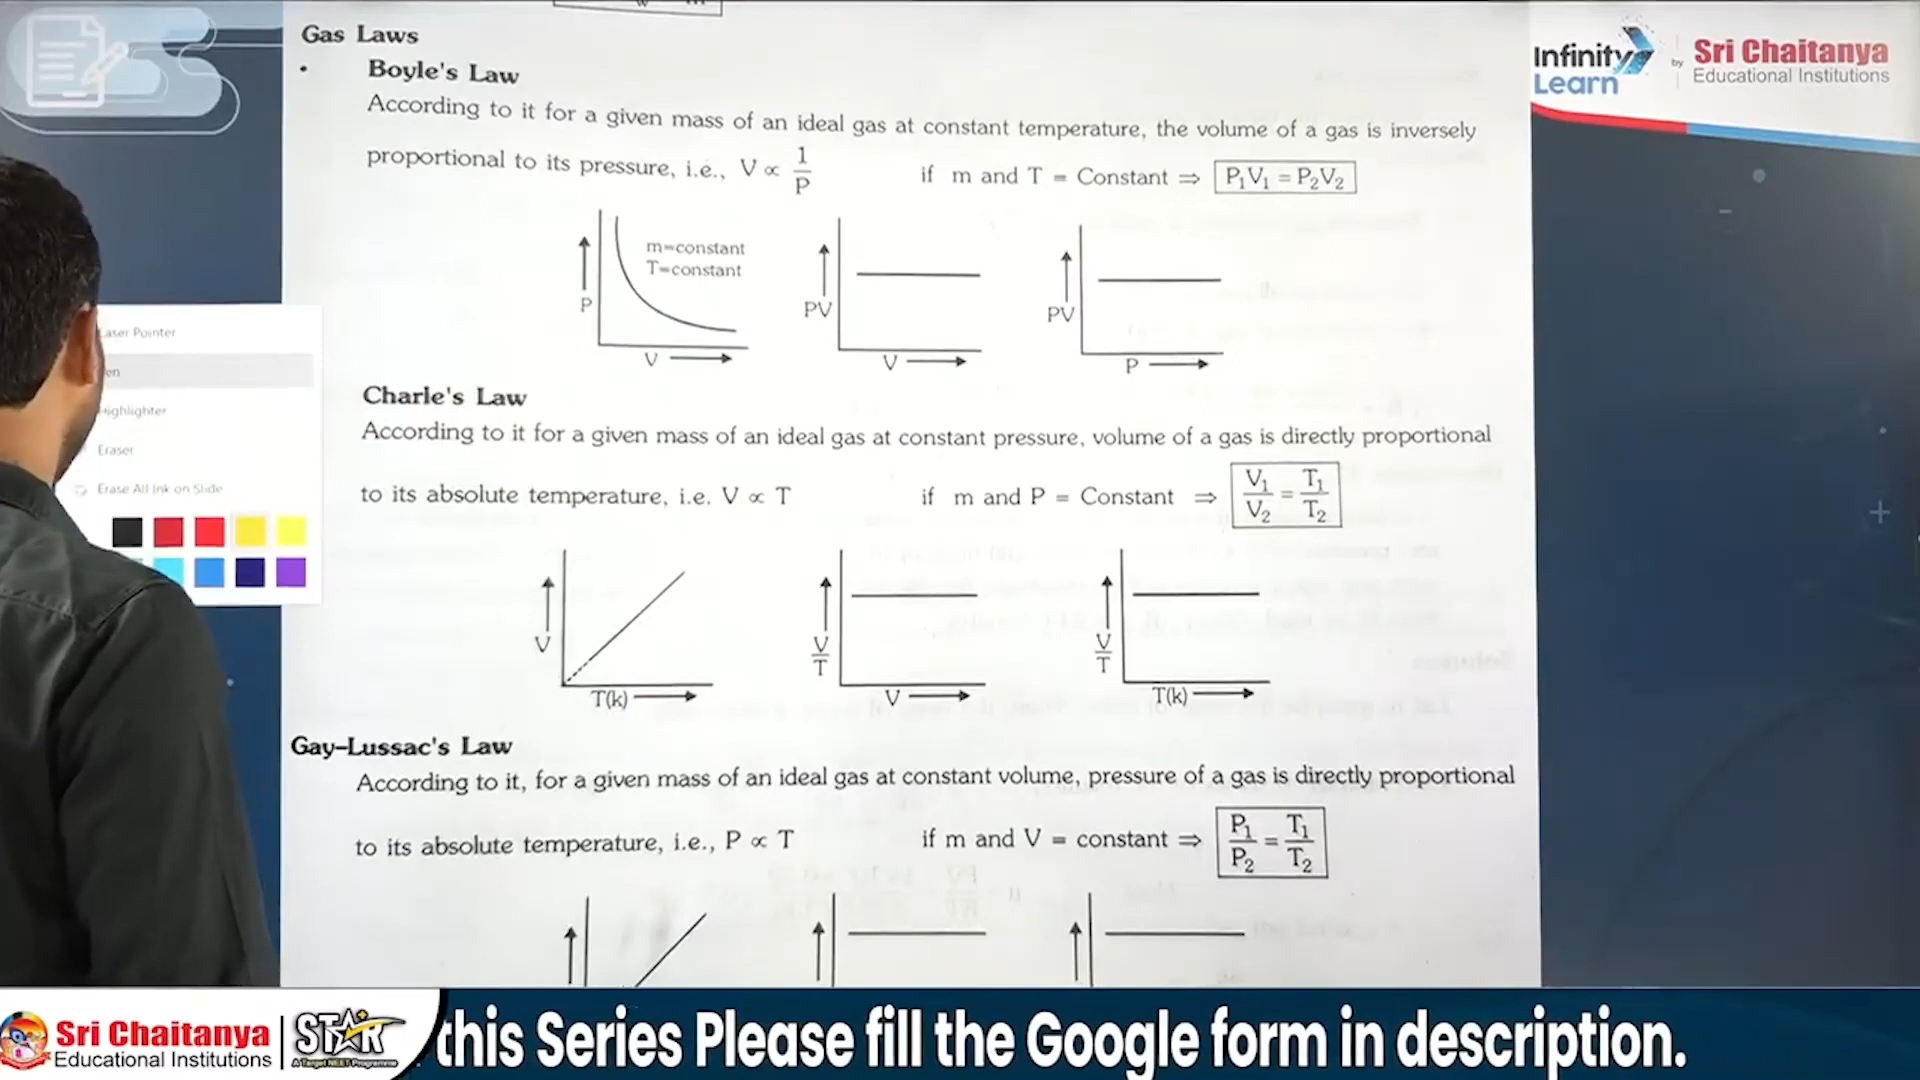 Gas Laws
• Boyle's Law
According to it for a given mass of an ideal gas at constant temperature, the volume of a gas is inversely
proportional to its pressure, i.e., V ∝ 1/P if m and T = Constant ⇒ P₁V₁ = P₂V₂
m=constant
T=constant
P
V
PV
V
PV
P
Charle's Law
According to it for a given mass of an ideal gas at constant pressure, volume of a gas is directly proportional
to its absolute temperature, i.e. V ∝ T if m and P = Constant ⇒ V₁/V₂ = T₁/T₂
V
T(k)
V/T
V
V/T
T(k)
Gay–Lussac's Law
According to it, for a given mass of an ideal gas at constant volume, pressure of a gas is directly proportional
to its absolute temperature, i.e., P ∝ T if m and V = constant ⇒ P₁/P₂ = T₁/T₂
Laser Pointer
en
Highlighter
Eraser
Erase All Ink on Slide
Infinity Learn
by
Sri Chaitanya
Educational Institutions
Sri Chaitanya
Educational Institutions
STAR
A Target NEET Programme
this Series Please fill the Google form in description.